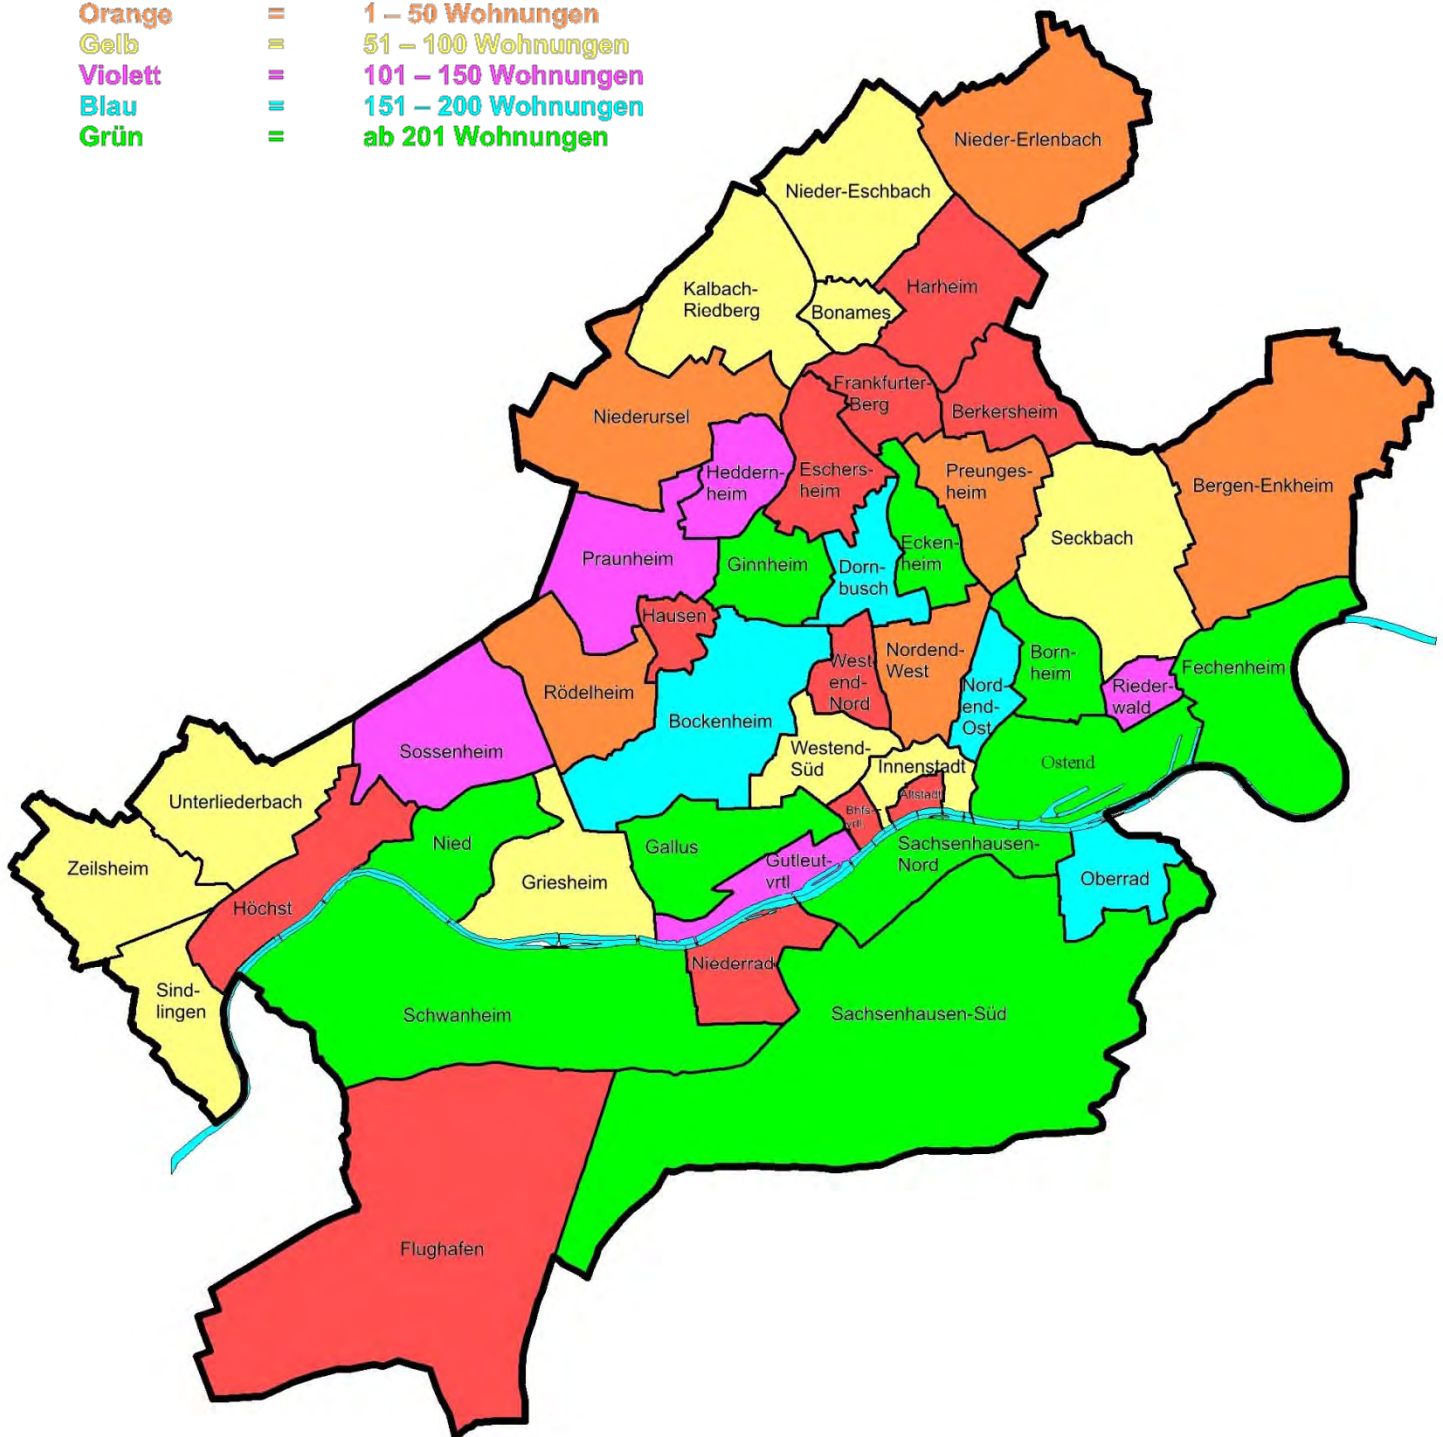 Orange = 1 – 50 Wohnungen
Gelb = 51 – 100 Wohnungen
Violett = 101 – 150 Wohnungen
Blau = 151 – 200 Wohnungen
Grün = ab 201 Wohnungen
Nieder-Erlenbach
Nieder-Eschbach
Kalbach-
Riedberg
Bonames
Harheim
Frankfurter-
Berg
Berkersheim
Niederursel
Heddern-
heim
Eschers-
heim
Preunges-
heim
Bergen-Enkheim
Seckbach
Praunheim
Ginnheim
Dorn-
busch
Ecken-
heim
Hausen
Rödelheim
Bockenheim
West
end-
Nord
Nordend-
West
Nord-
end-
Ost
Born-
heim
Rieder-
wald
Fechenheim
Sossenheim
Westend-
Süd
Innenstadt
Ostend
Altstadt
Bhfs-
vrtl.
Unterliederbach
Zeilsheim
Nied
Griesheim
Gallus
Gutleut-
vrtl
Sachsenhausen-
Nord
Oberrad
Höchst
Sind-
lingen
Niederrad
Schwanheim
Sachsenhausen-Süd
Flughafen